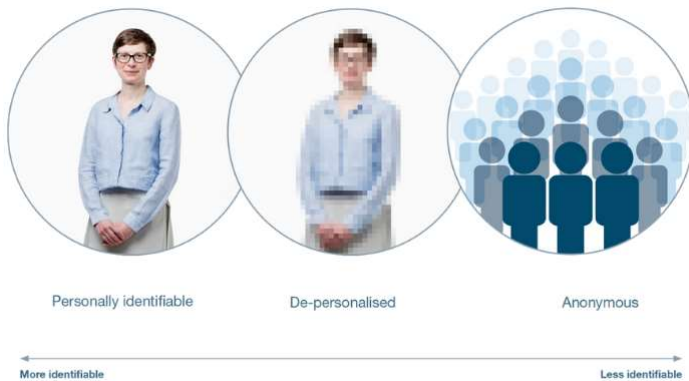 Personally identifiable
De-personalised
Anonymous
More identifiable
Less identifiable